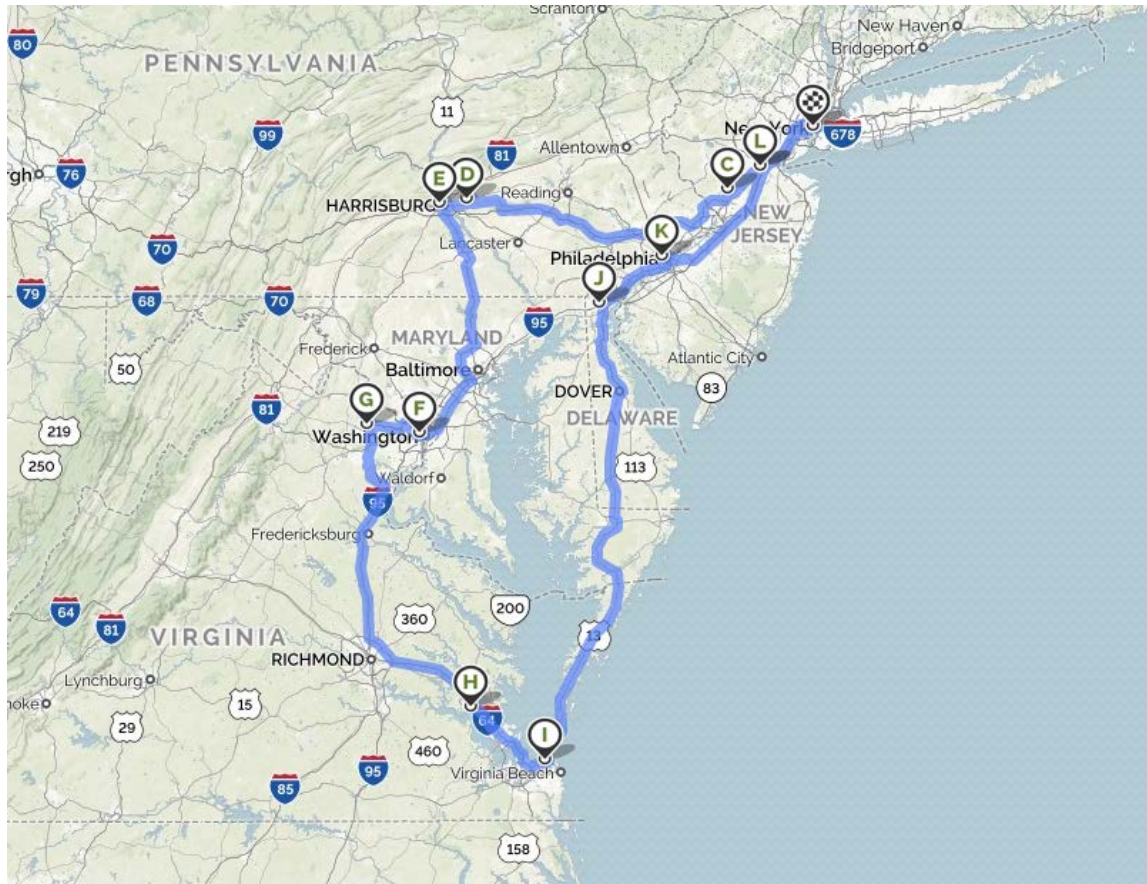 Scranton
New Haven
80
Bridgeport
PENNSYLVANIA
11
99
New York
678
Allentown
81
L
rgh
76
E
D
C
Reading
HARRISBURG
NEW
JERSEY
K
70
Lancaster
Philadelphia
J
79
68
70
95
MARYLAND
Frederick
Atlantic City
50
Baltimore
83
DOVER
G
F
81
DELAWARE
219
Washington
250
113
Waldorf
95
Fredericksburg
64
200
81
360
VIRGINIA
13
RICHMOND
Lynchburg
H
noke
15
64
29
460
I
95
Virginia Beach
85
158